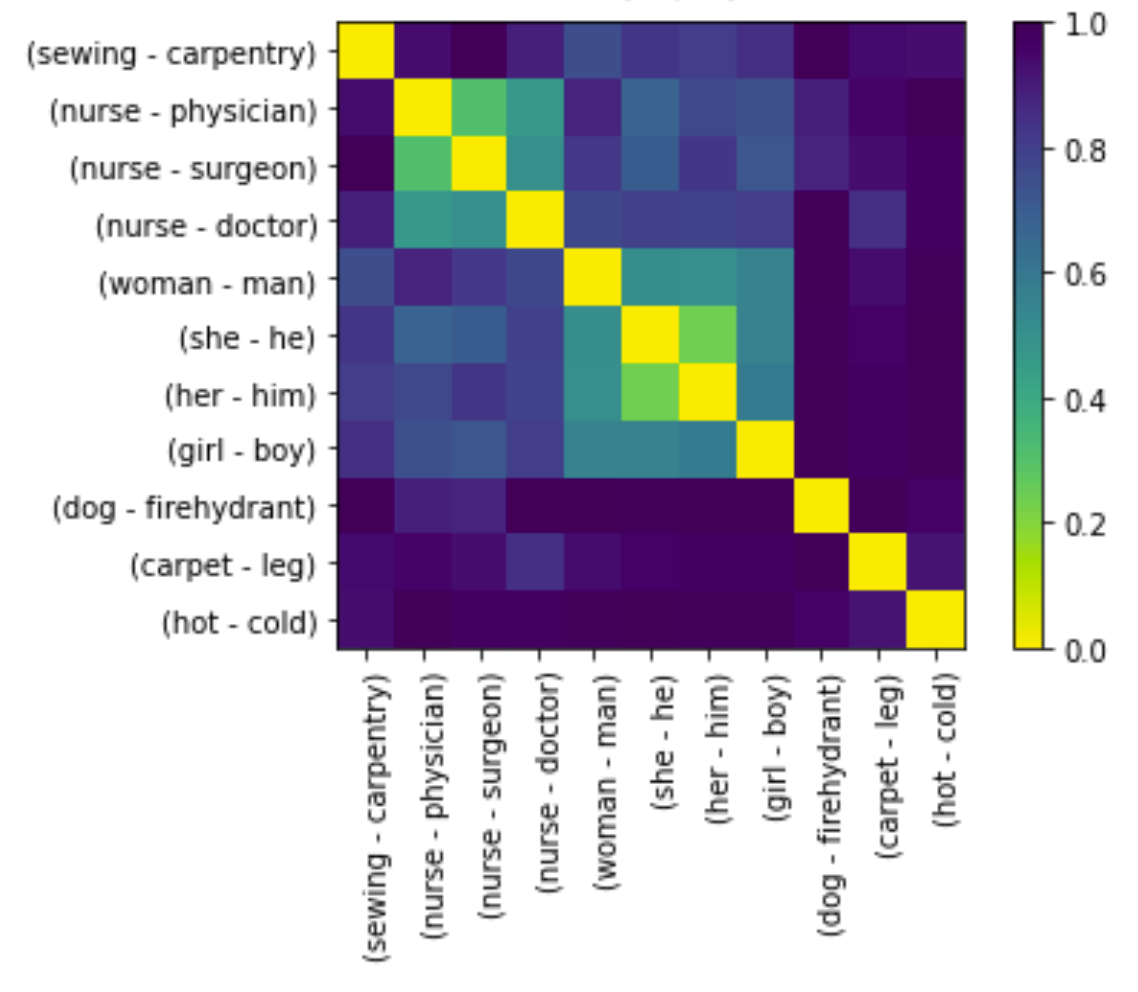 (sewing - carpentry)
(nurse - physician)
(nurse - surgeon)
(nurse - doctor)
(woman - man)
(she - he)
(her - him)
(girl - boy)
(dog - firehydrant)
(carpet - leg)
(hot - cold)
(sewing - carpentry)
(nurse - physician)
(nurse - surgeon)
(nurse - doctor)
(woman - man)
(she - he)
(her - him)
(girl - boy)
(dog - firehydrant)
(carpet - leg)
(hot - cold)
1.0
0.8
0.6
0.4
0.2
0.0